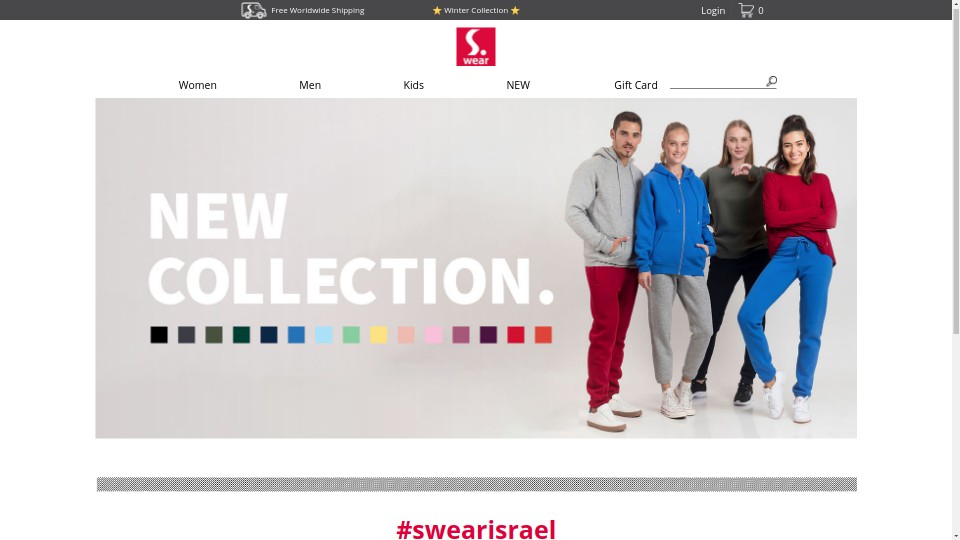 Free Worldwide Shipping
⭐ Winter Collection ⭐
Login
0
S.
wear
Women
Men
Kids
NEW
Gift Card
NEW
COLLECTION.
#swearisrael